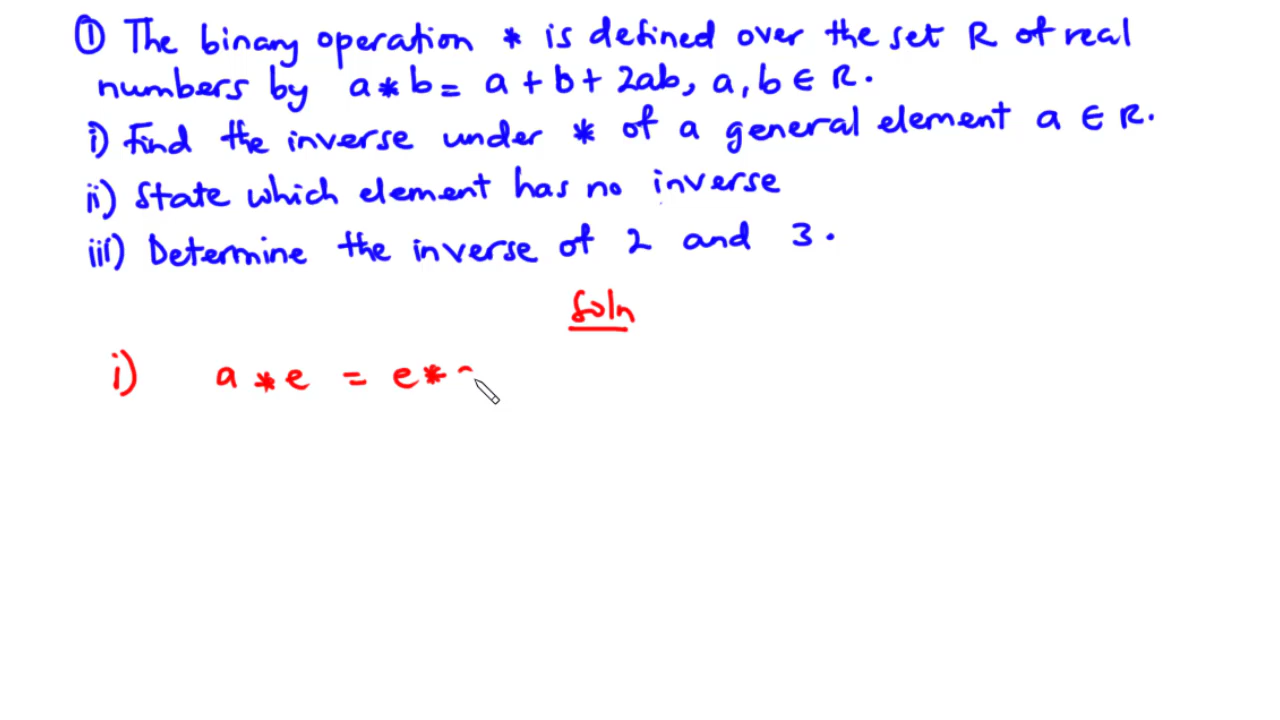 ① The binary operation * is defined over the set R of real
numbers by a * b = a + b + 2ab, a, b ∈ R.
i) Find the inverse under * of a general element a ∈ R.
ii) State which element has no inverse
iii) Determine the inverse of 2 and 3.
Soln
i) a * e = e *